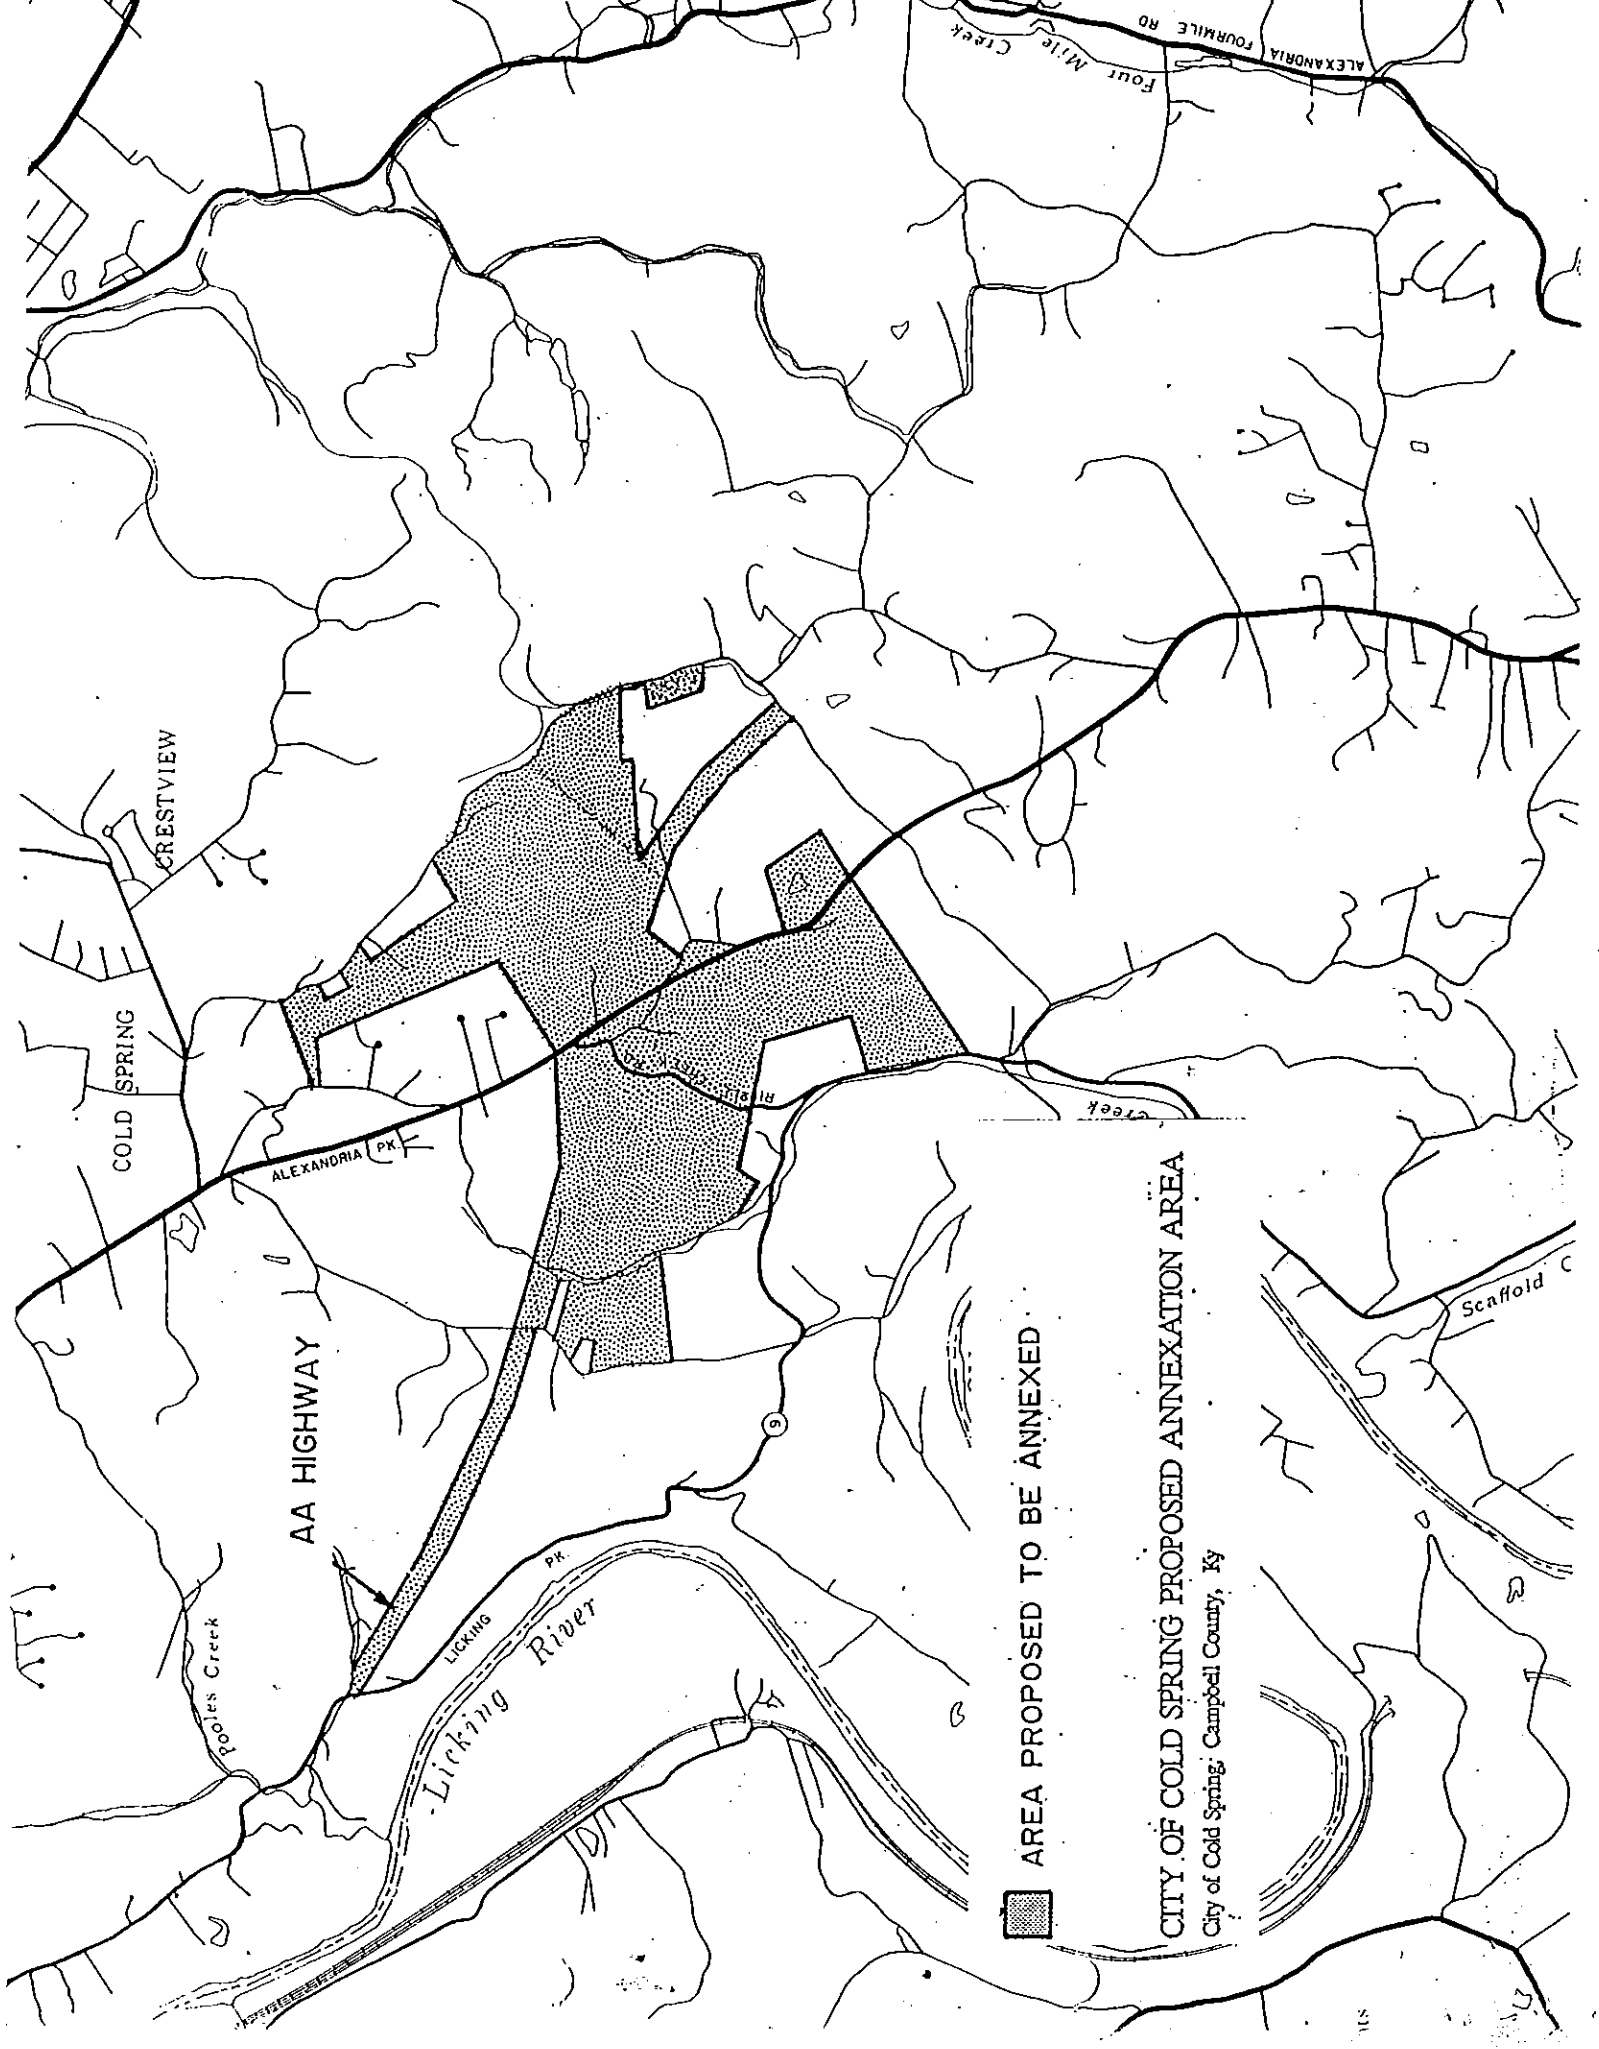 CRESTVIEW
COLD SPRING
ALEXANDRIA PK.
AA HIGHWAY
Pooles Creek
LICKING PK.
Licking River
6
Creek
Four Mile Creek
ALEXANDRIA FOURMILE RD
Scaffold C
AREA PROPOSED TO BE ANNEXED
CITY OF COLD SPRING PROPOSED ANNEXATION AREA
City of Cold Spring, Campbell County, Ky